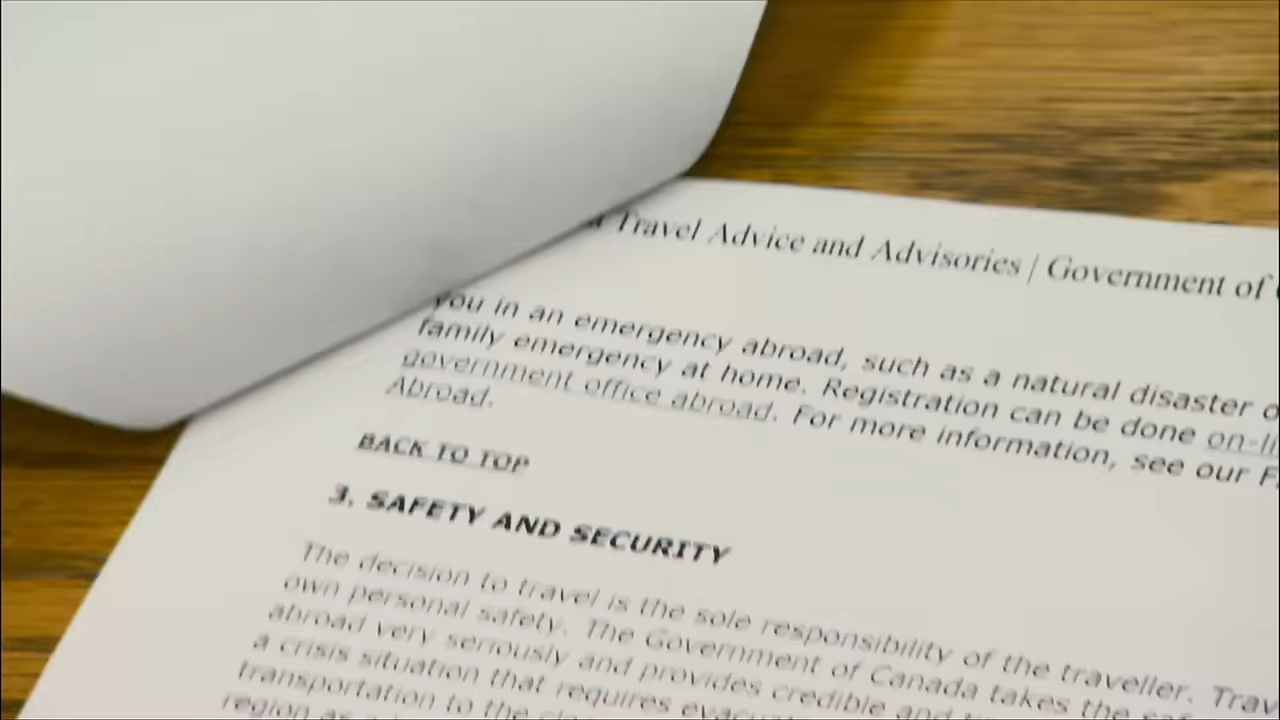 Travel Advice and Advisories | Government of
you in an emergency abroad, such as a natural disaster
family emergency at home. Registration can be done on-li
government office abroad. For more information, see our F
Abroad.
BACK TO TOP
3. SAFETY AND SECURITY
The decision to travel is the sole responsibility of the traveller. Trav
own personal safety. The Government of Canada takes the
abroad very seriously and provides credible and
a crisis situation that requires
transportation to the
region as